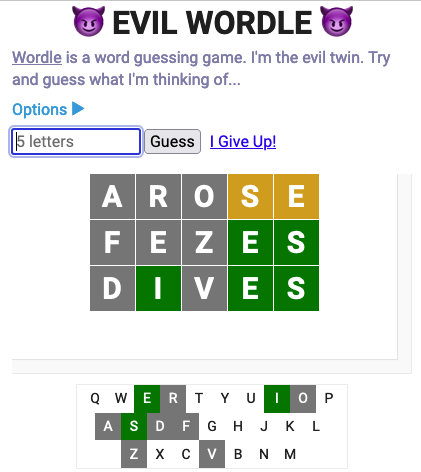 😈 EVIL WORDLE 😈
Wordle is a word guessing game. I'm the evil twin. Try
and guess what I'm thinking of...
Options ▶
5 letters Guess I Give Up!
A R O S E
F E Z E S
D I V E S
Q W E R T Y U I O P
A S D F G H J K L
Z X C V B N M